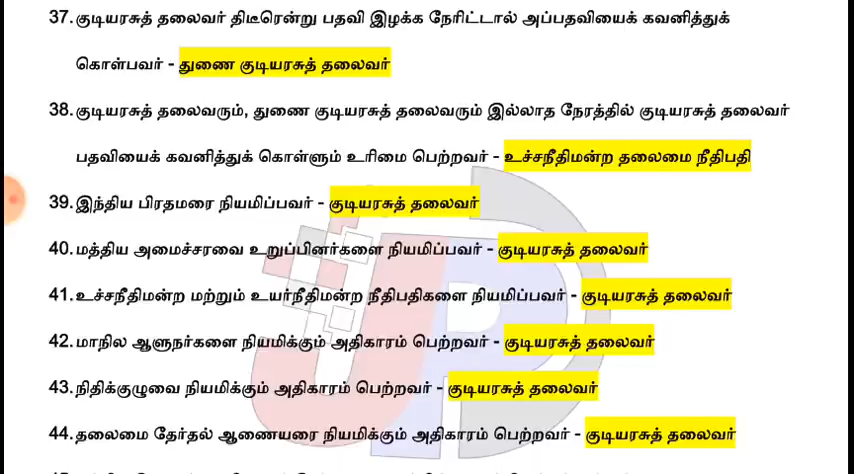 37. குடியரசுத் தலைவர் திடீரென்று பதவி இழக்க நேரிட்டால் அப்பதவியைக் கவனித்துக்
கொள்பவர் - துணை குடியரசுத் தலைவர்
38. குடியரசுத் தலைவரும், துணை குடியரசுத் தலைவரும் இல்லாத நேரத்தில் குடியரசுத் தலைவர்
பதவியைக் கவனித்துக் கொள்ளும் உரிமை பெற்றவர் - உச்சநீதிமன்ற தலைமை நீதிபதி
39. இந்திய பிரதமரை நியமிப்பவர் - குடியரசுத் தலைவர்
40. மத்திய அமைச்சரவை உறுப்பினர்களை நியமிப்பவர் - குடியரசுத் தலைவர்
41. உச்சநீதிமன்ற மற்றும் உயர்நீதிமன்ற நீதிபதிகளை நியமிப்பவர் - குடியரசுத் தலைவர்
42. மாநில ஆளுநர்களை நியமிக்கும் அதிகாரம் பெற்றவர் - குடியரசுத் தலைவர்
43. நிதிக்குழுவை நியமிக்கும் அதிகாரம் பெற்றவர் - குடியரசுத் தலைவர்
44. தலைமை தேர்தல் ஆணையரை நியமிக்கும் அதிகாரம் பெற்றவர் - குடியரசுத் தலைவர்